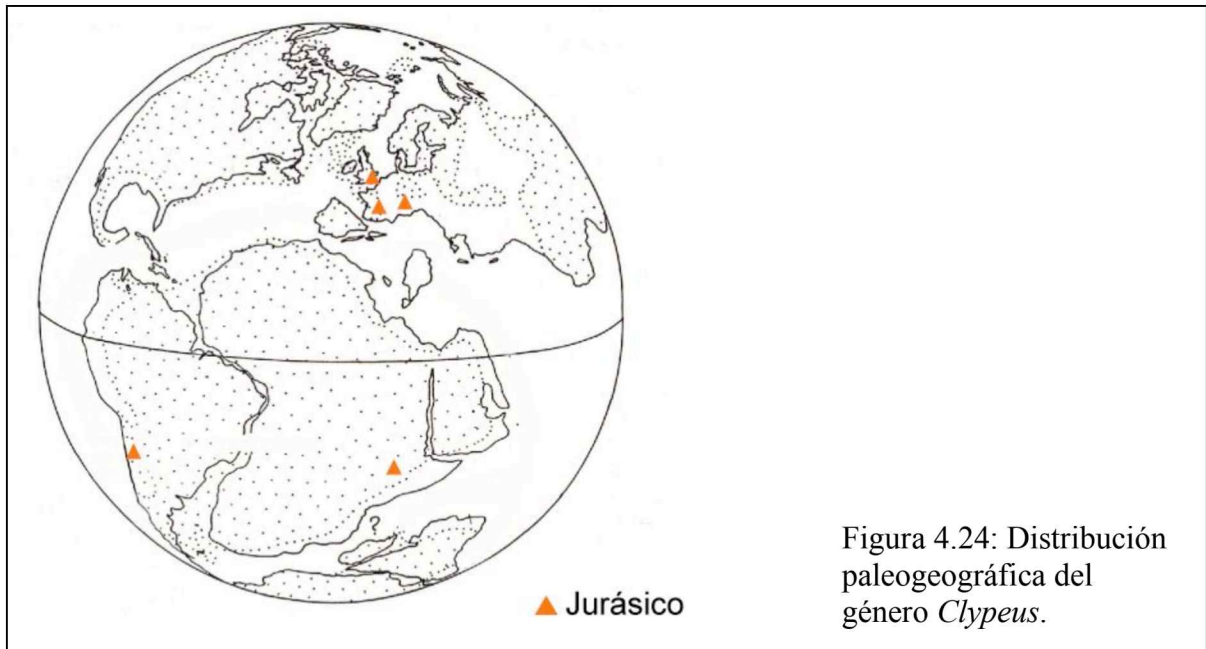 ?
▲ Jurásico
Figura 4.24: Distribución
paleogeográfica del
género Clypeus.